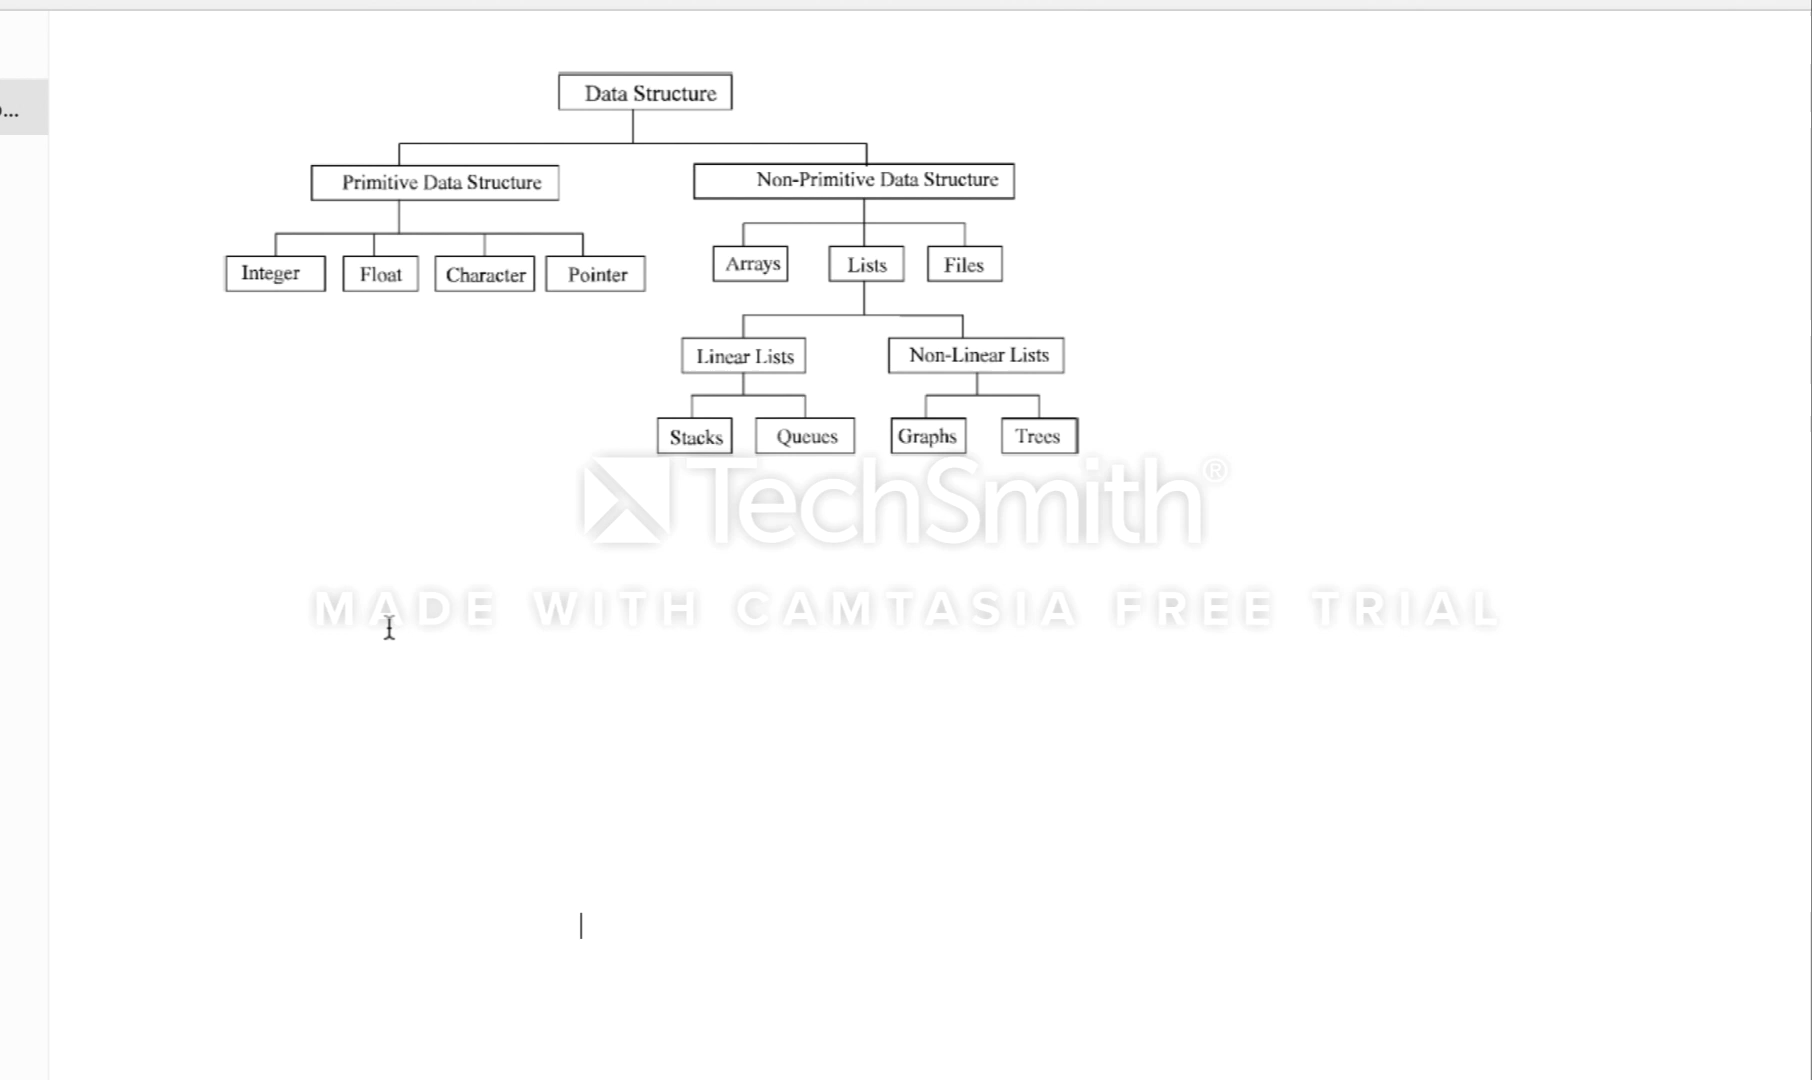 Data Structure
Primitive Data Structure
Non-Primitive Data Structure
Integer
Float
Character
Pointer
Arrays
Lists
Files
Linear Lists
Non-Linear Lists
Stacks
Queues
Graphs
Trees
TechSmith®
MADE WITH CAMTASIA FREE TRIAL